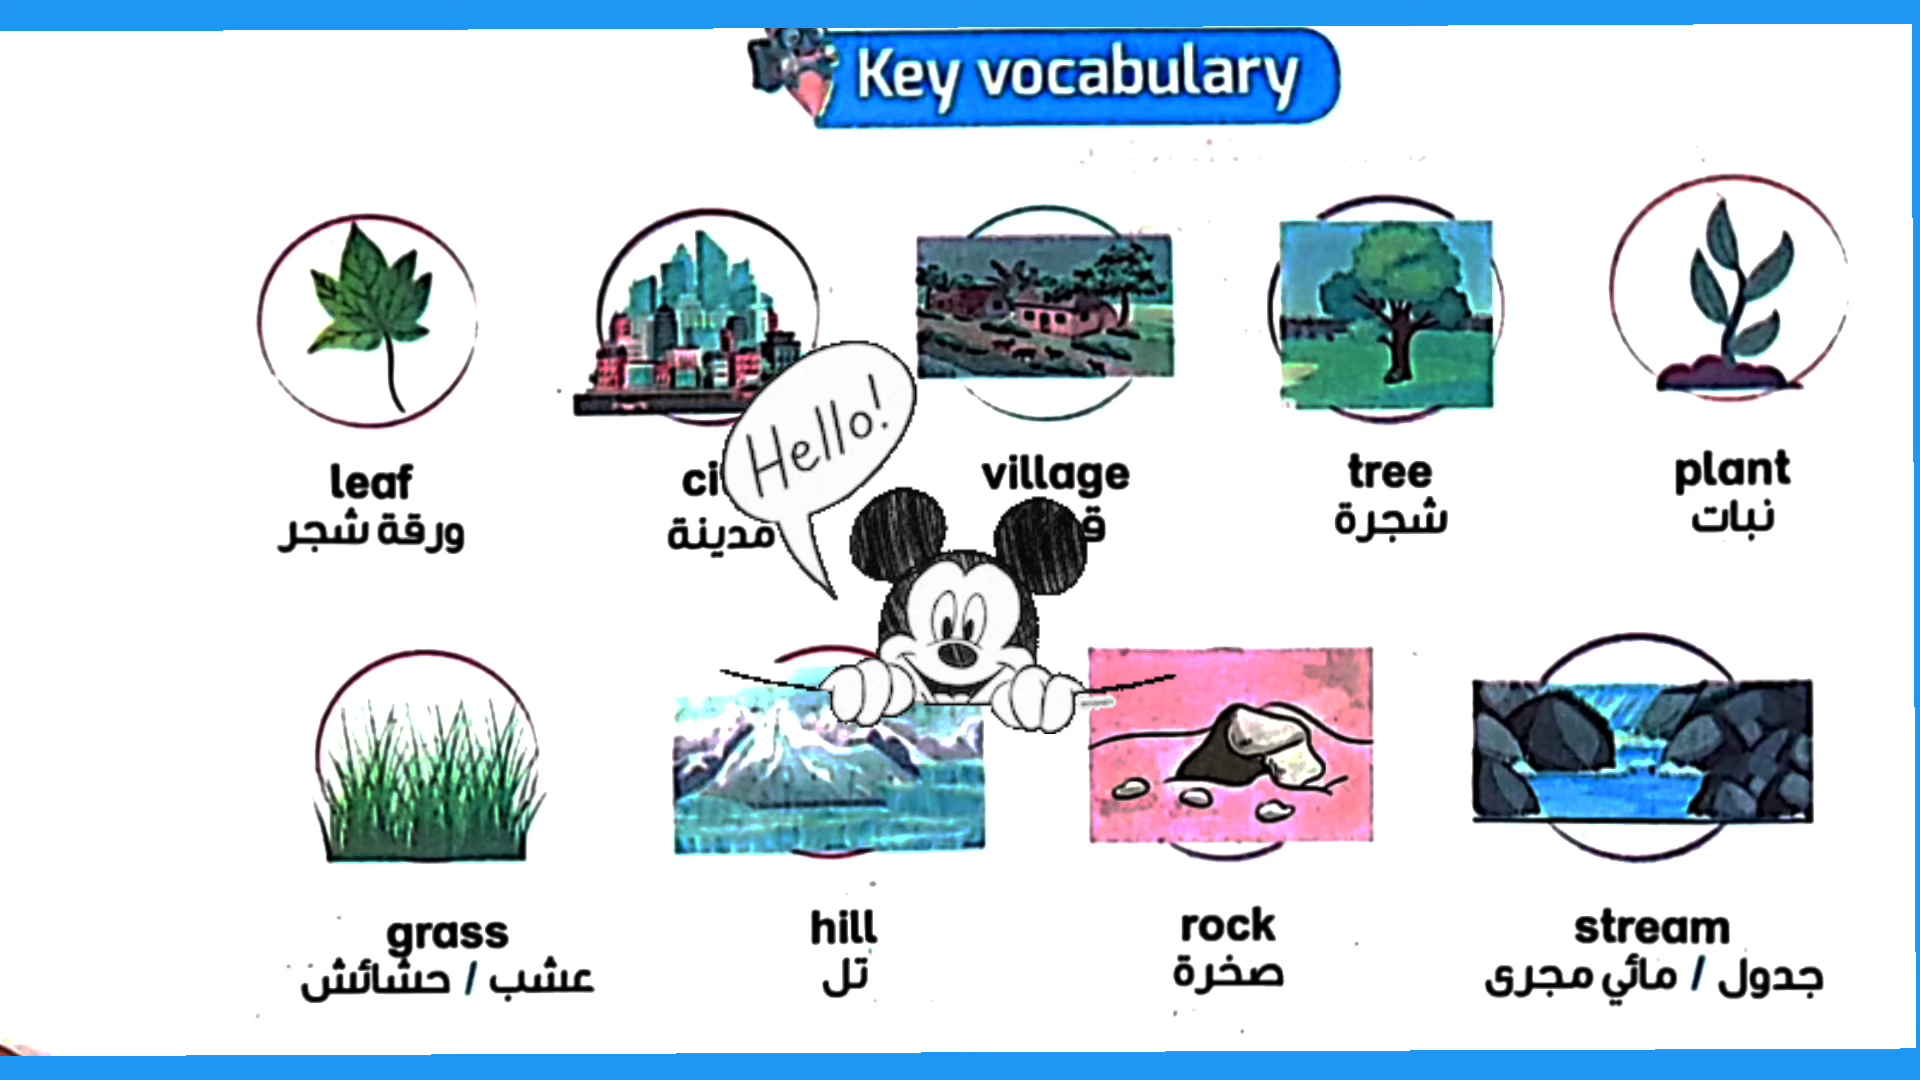 Key vocabulary
Hello!
leaf
ورقة شجر
مدينة
village
tree
شجرة
plant
نبات
grass
عشب / حشائش
hill
تل
rock
صخرة
stream
جدول / مائي مجرى